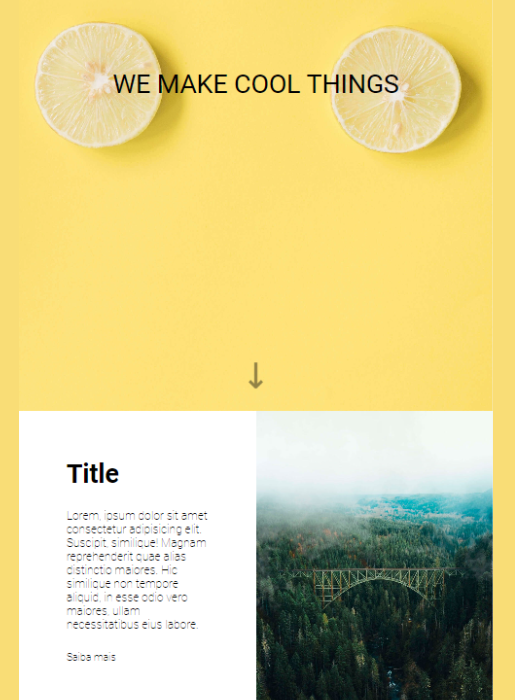 WE MAKE COOL THINGS
Title
Lorem, ipsum dolor sit amet
consectetur adipisicing elit.
Suscipit, similique! Magnam
reprehenderit quae alias
distinctio maiores. Hic
similique non tempore
aliquid, in esse odio vero
maiores, ullam
necessitatibus eius labore.
Saiba mais